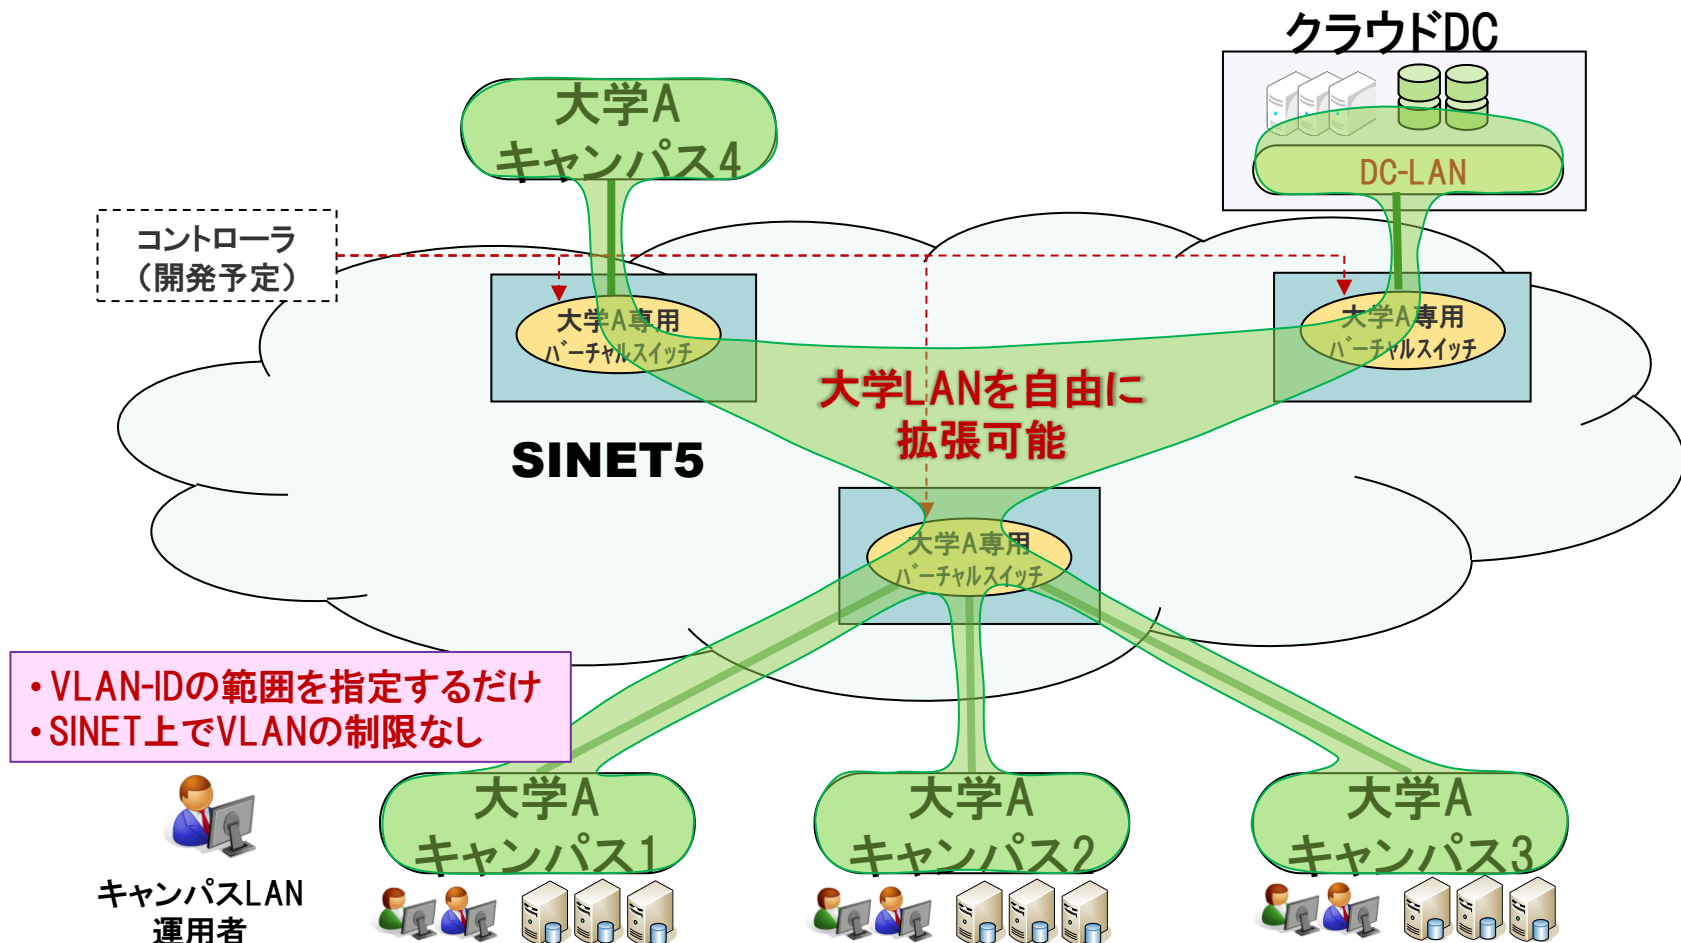 クラウドDC
大学A
キャンパス4
DC-LAN
コントローラ
（開発予定）
大学A専用
バーチャルスイッチ
大学A専用
バーチャルスイッチ
大学LANを自由に
拡張可能
SINET5
大学A専用
バーチャルスイッチ
・VLAN-IDの範囲を指定するだけ
・SINET上でVLANの制限なし
大学A
キャンパス1
大学A
キャンパス2
大学A
キャンパス3
キャンパスLAN
運用者